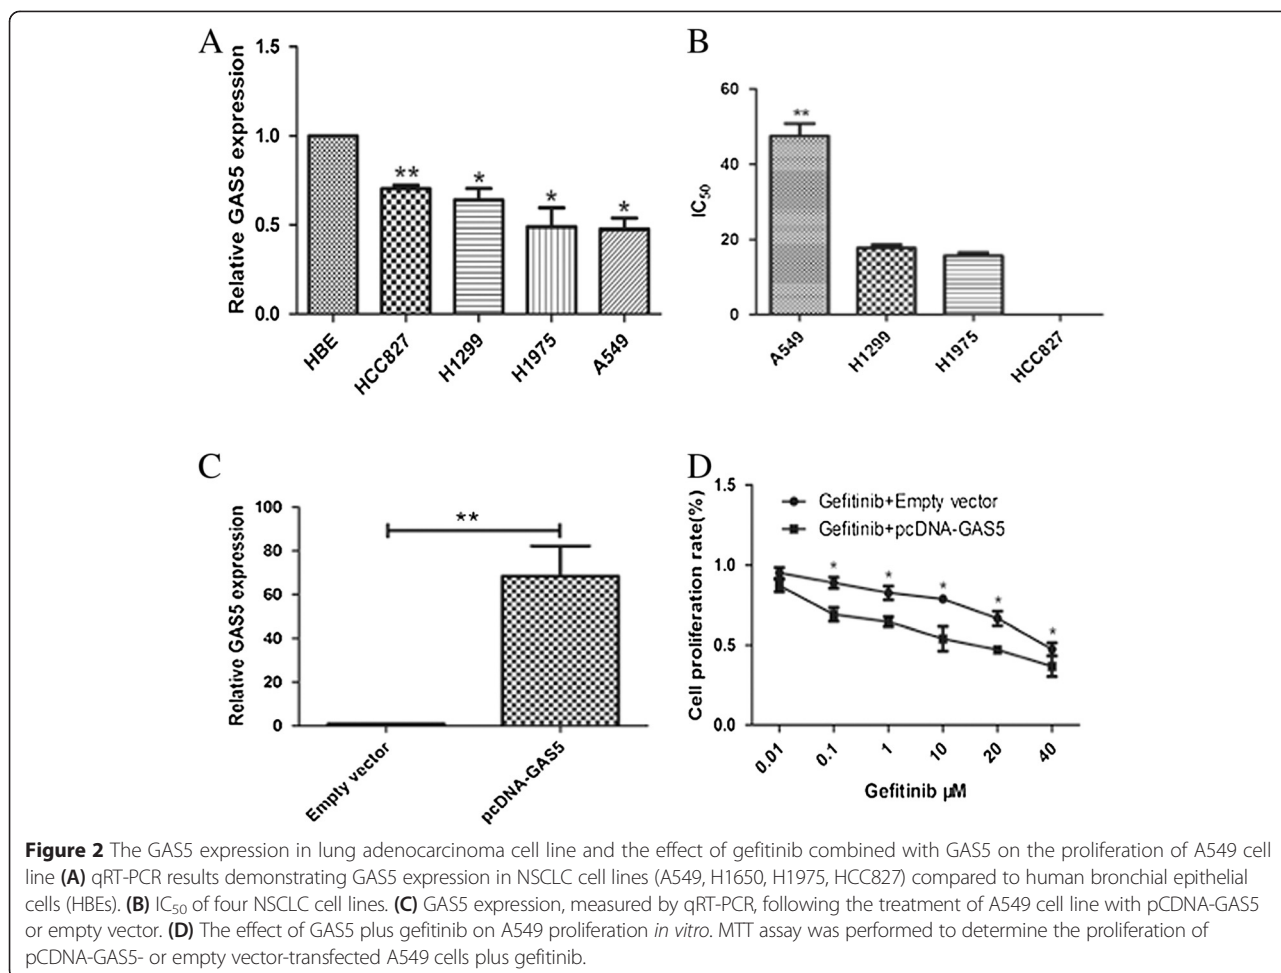 A
Relative GAS5 expression
1.5
1.0
0.5
0.0
**
*
*
*
HBE
HCC827
H1299
H1975
A549
B
IC50
60
40
20
0
**
A549
H1299
H1975
HCC827
C
Relative GAS5 expression
100
80
60
40
20
0
**
Empty vector
pcDNA-GAS5
D
Cell proliferation rate(%)
1.5
1.0
0.5
0.0
Gefitinib+Empty vector
Gefitinib+pcDNA-GAS5
*
*
*
*
*
0.01
0.1
1
10
20
40
Gefitinib µM
Figure 2 The GAS5 expression in lung adenocarcinoma cell line and the effect of gefitinib combined with GAS5 on the proliferation of A549 cell
line (A) qRT-PCR results demonstrating GAS5 expression in NSCLC cell lines (A549, H1650, H1975, HCC827) compared to human bronchial epithelial
cells (HBEs). (B) IC50 of four NSCLC cell lines. (C) GAS5 expression, measured by qRT-PCR, following the treatment of A549 cell line with pCDNA-GAS5
or empty vector. (D) The effect of GAS5 plus gefitinib on A549 proliferation in vitro. MTT assay was performed to determine the proliferation of
pCDNA-GAS5- or empty vector-transfected A549 cells plus gefitinib.